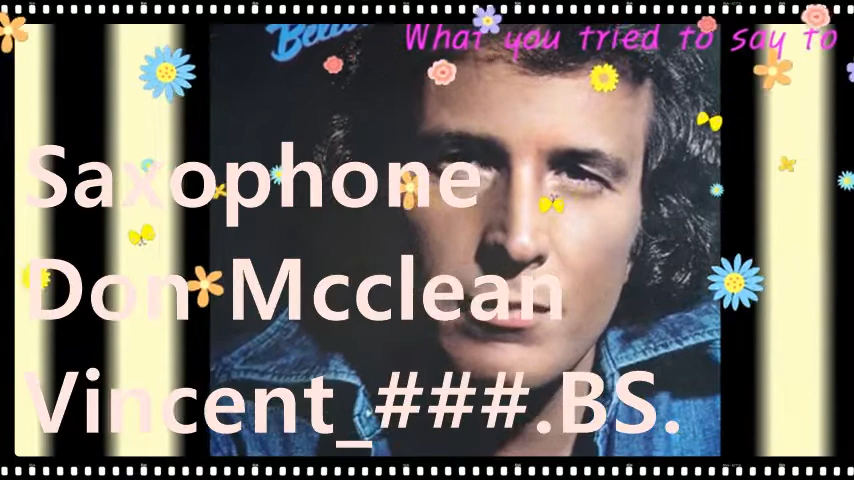 What you tried to say to
Saxophone
Don Mcclean
Vincent_###.BS.